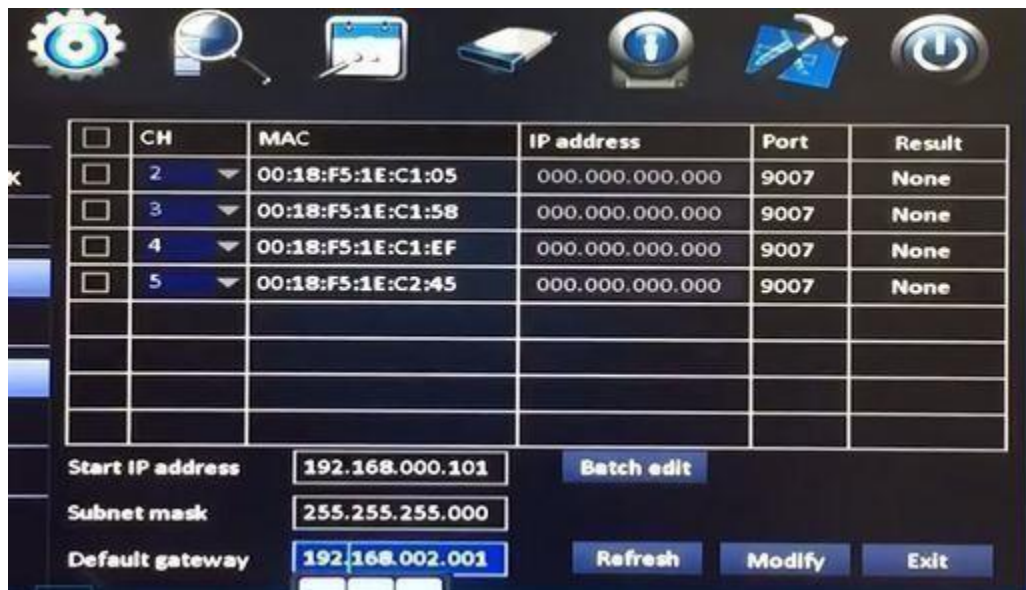 CH MAC IP address Port Result
K
2 00:18:F5:1E:C1:05 000.000.000.000 9007 None
3 00:18:F5:1E:C1:58 000.000.000.000 9007 None
4 00:18:F5:1E:C1:EF 000.000.000.000 9007 None
5 00:18:F5:1E:C2:45 000.000.000.000 9007 None
Start IP address 192.168.000.101 Batch edit
Subnet mask 255.255.255.000
Default gateway 192.168.002.001 Refresh Modify Exit